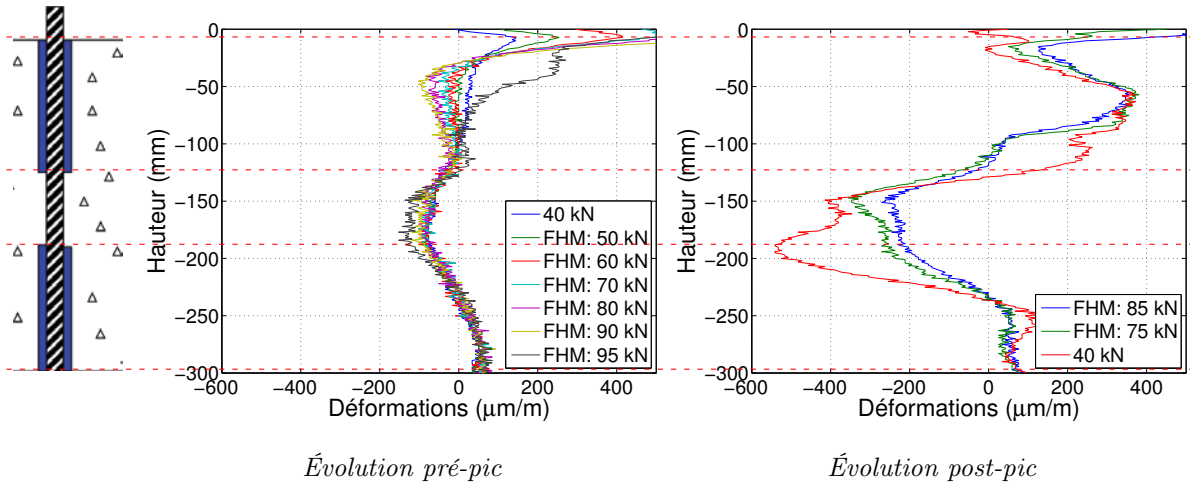 0
−50
−100
−150
−200
−250
−300
Hauteur (mm)
−600
−400
−200
0
200
400
Déformations (μm/m)
40 kN
FHM: 50 kN
FHM: 60 kN
FHM: 70 kN
FHM: 80 kN
FHM: 90 kN
FHM: 95 kN
Évolution pré-pic
0
−50
−100
−150
−200
−250
−300
Hauteur (mm)
−600
−400
−200
0
200
400
Déformations (μm/m)
FHM: 85 kN
FHM: 75 kN
40 kN
Évolution post-pic